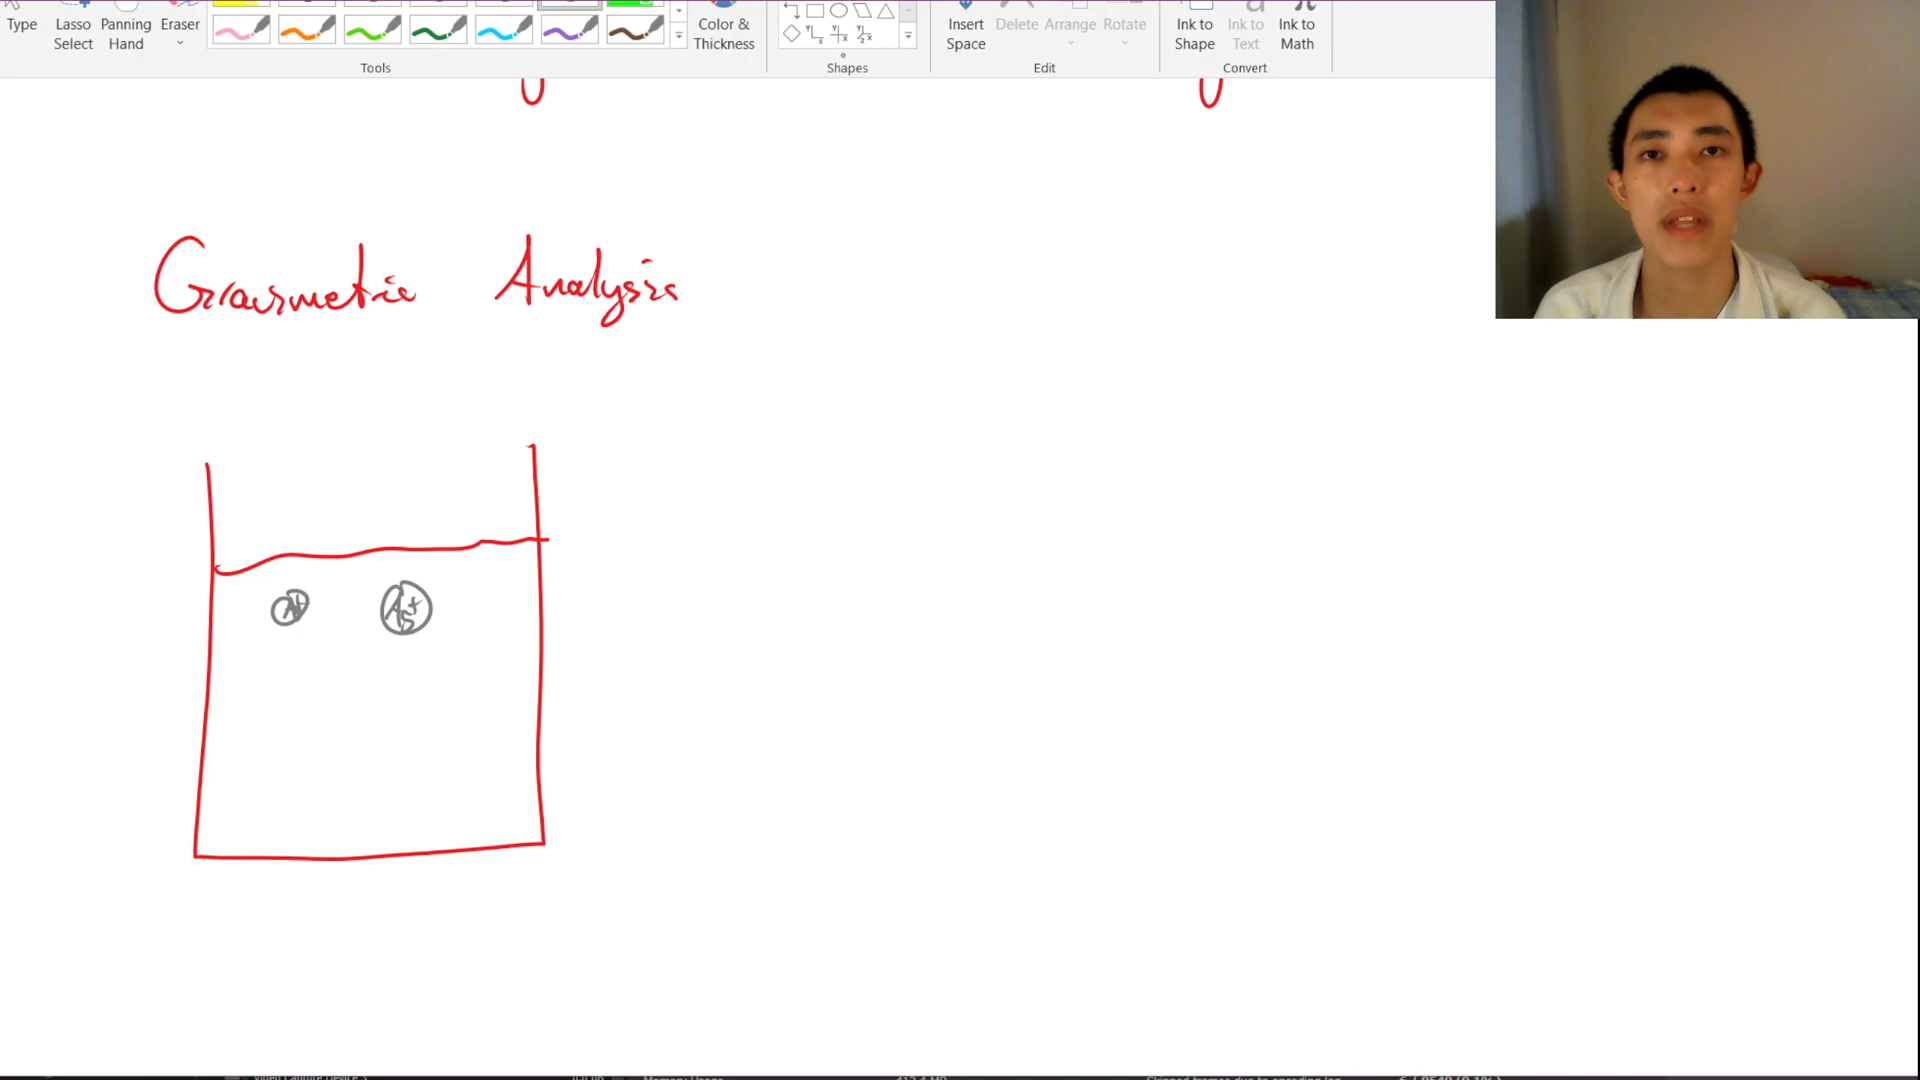 Type Lasso Select Panning Hand Eraser Color & Thickness Insert Space Delete Arrange Rotate Ink to Shape Ink to Text Ink to Math
Tools Shapes Edit Convert
Gravimetric Analysis
Ag+